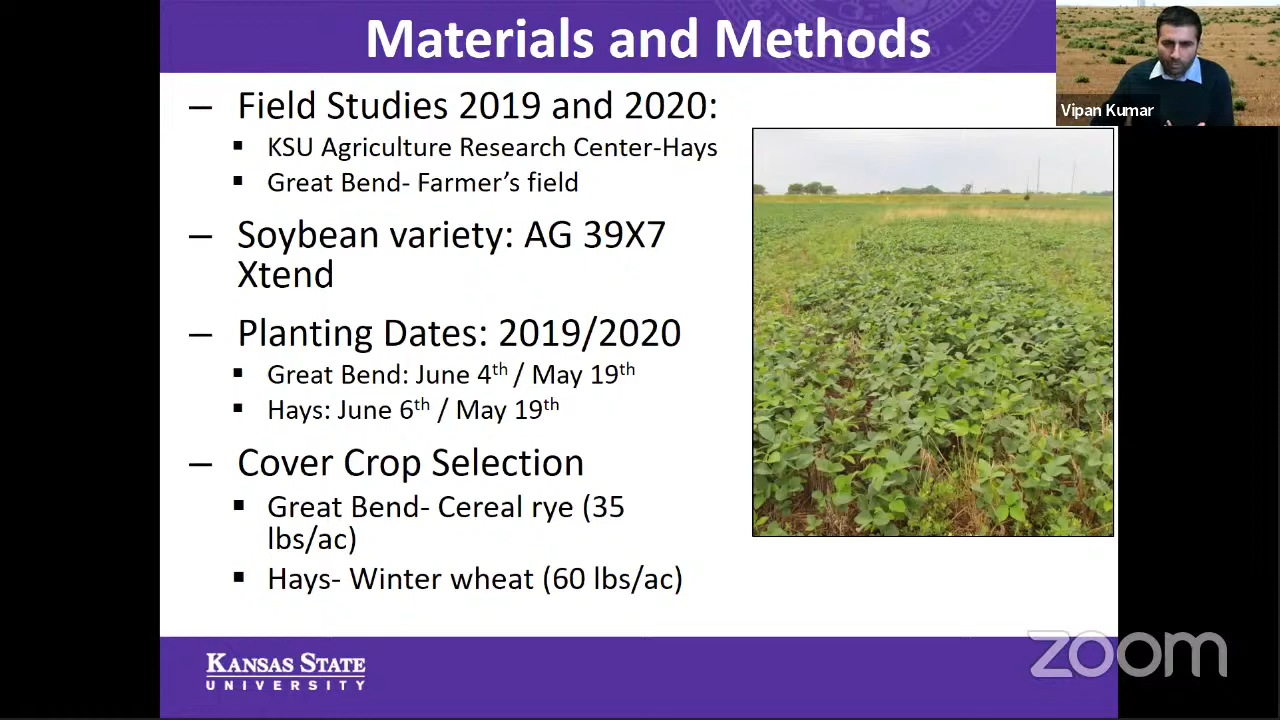 Materials and Methods
– Field Studies 2019 and 2020:
▪ KSU Agriculture Research Center-Hays
▪ Great Bend- Farmer’s field
– Soybean variety: AG 39X7
Xtend
– Planting Dates: 2019/2020
▪ Great Bend: June 4th / May 19th
▪ Hays: June 6th / May 19th
– Cover Crop Selection
▪ Great Bend- Cereal rye (35
lbs/ac)
▪ Hays- Winter wheat (60 lbs/ac)
KANSAS STATE
UNIVERSITY
Vipan Kumar
zoom